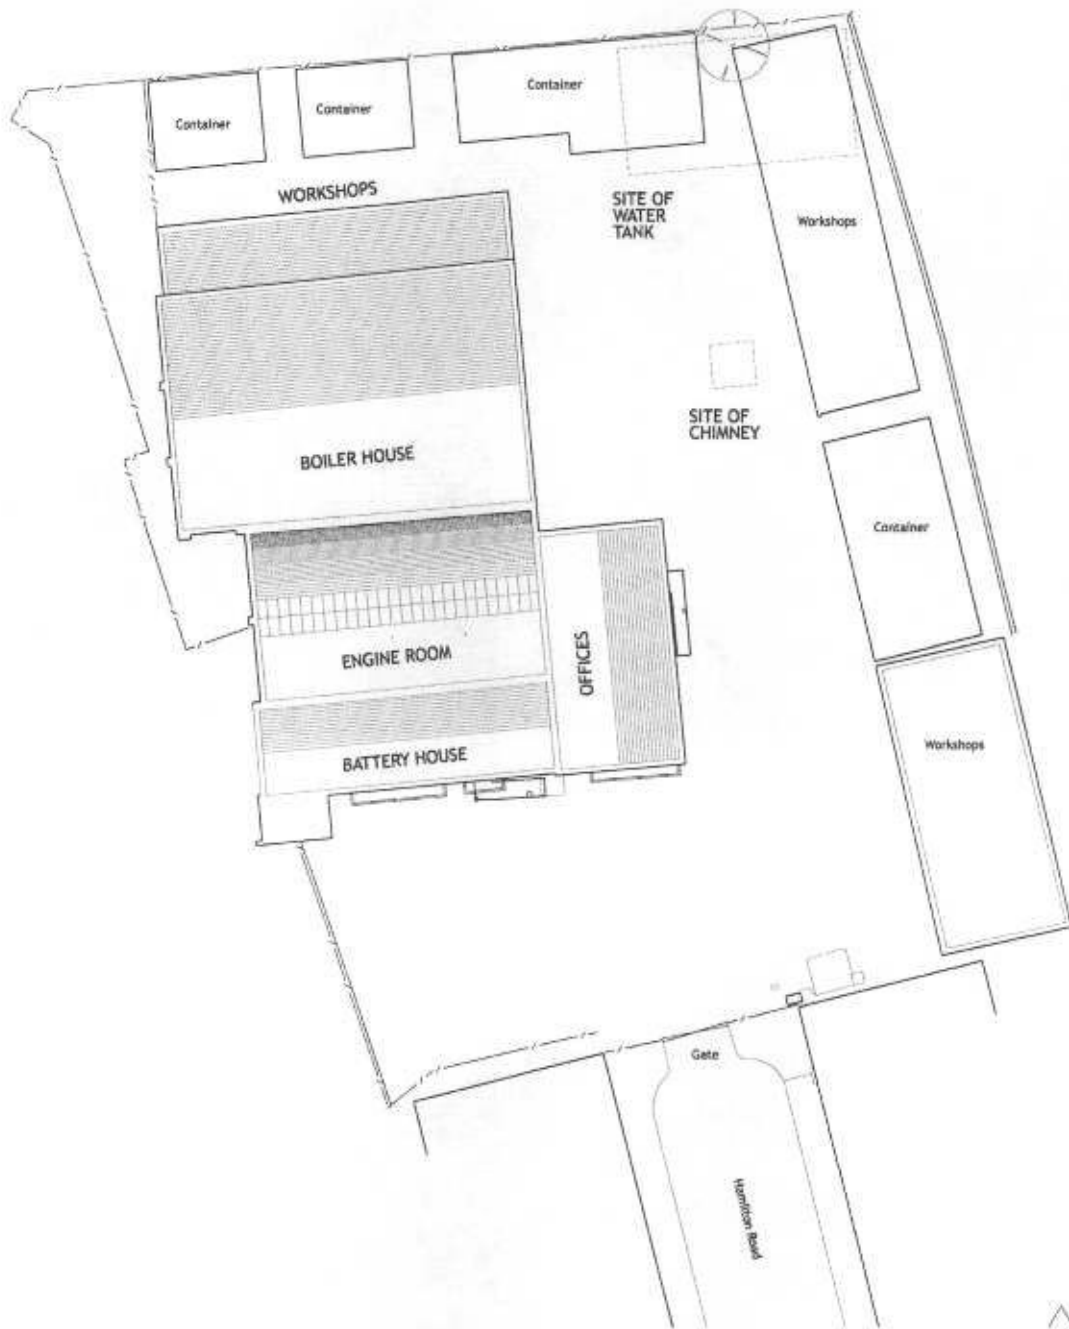 Container
Container
Container
WORKSHOPS
SITE OF
WATER
TANK
Workshops
SITE OF
CHIMNEY
BOILER HOUSE
Container
ENGINE ROOM
OFFICES
BATTERY HOUSE
Workshops
Gate
Hamilton Road